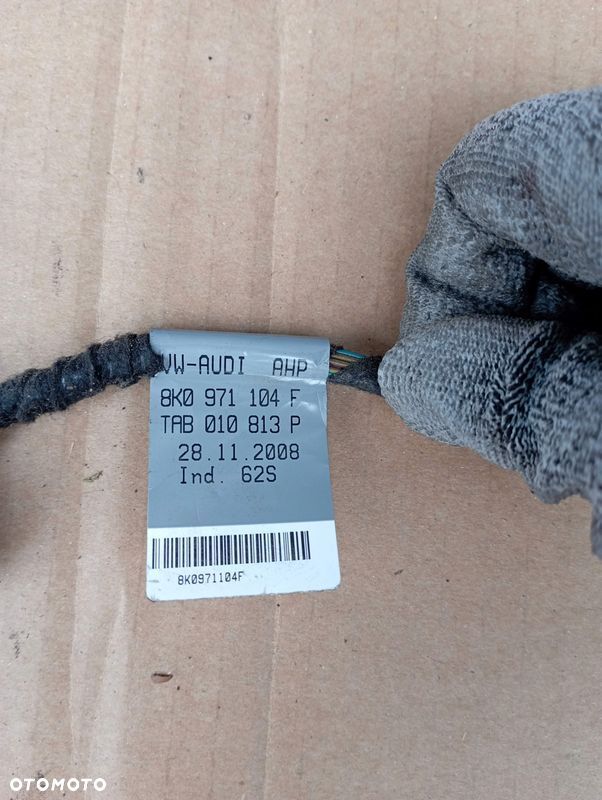 VW-AUDI AHP
8K0 971 104 F
TAB 010 813 P
28.11.2008
Ind. 62S
8K0971104F
OTOMOTO